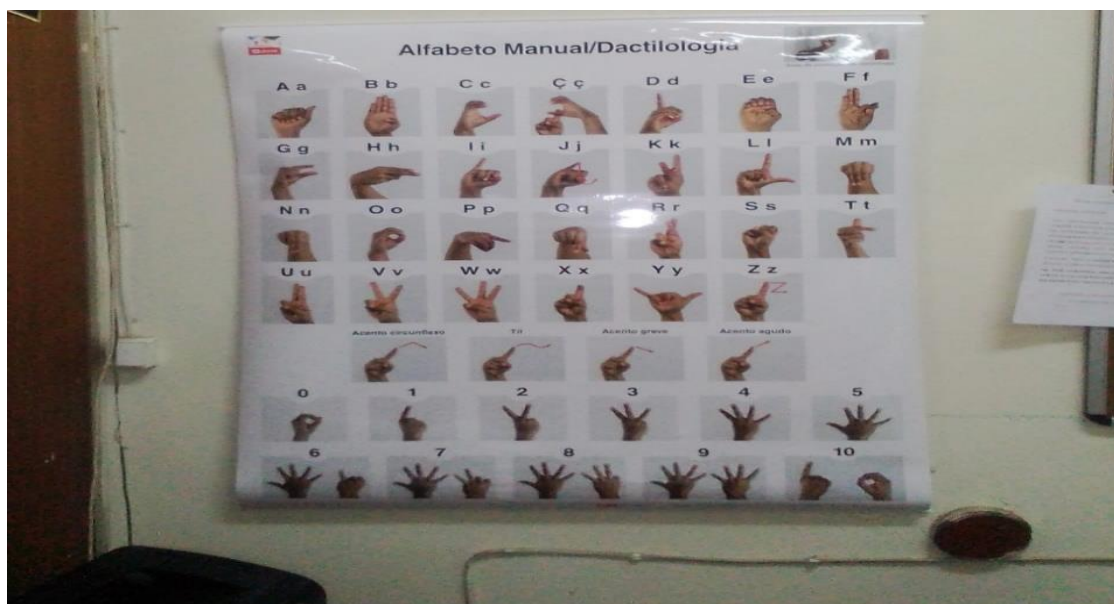 Alfabeto Manual/Dactilologia
A a B b C c Ç ç D d E e F f
G g H h I i J j K k L l M m
N n O o P p Q q R r S s T t
U u V v W w X x Y y Z z
Acento circunflexo Til Acento grave Acento agudo
0 1 2 3 4 5
6 7 8 9 10